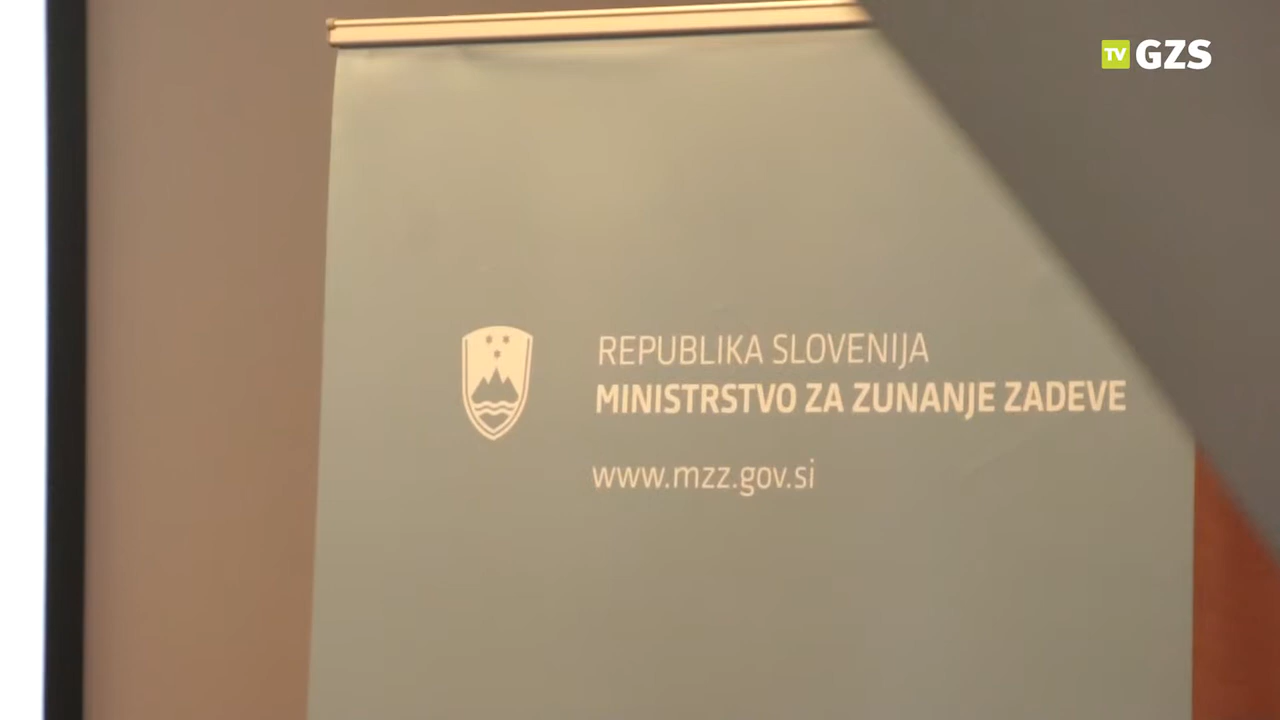 TV GZS
REPUBLIKA SLOVENIJA
MINISTRSTVO ZA ZUNANJE ZADEVE
www.mzz.gov.si